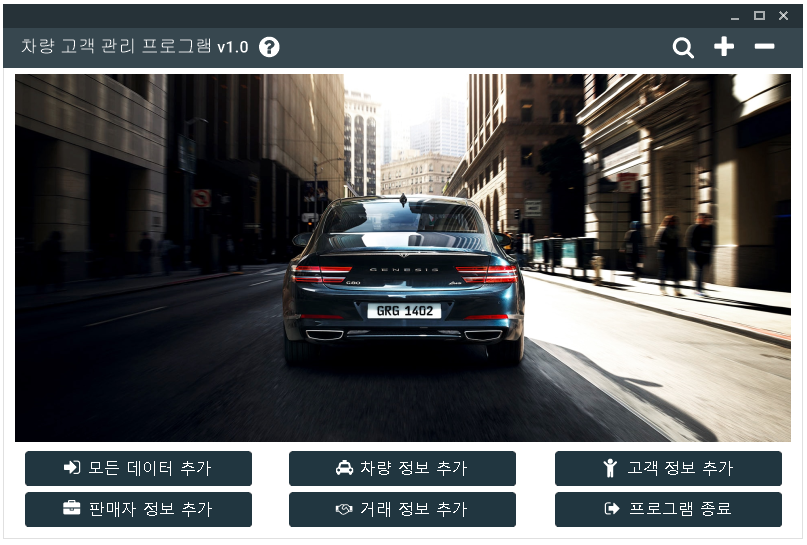 차량 고객 관리 프로그램 v1.0 ?
GENESIS
G80
GRG 1402
모든 데이터 추가
차량 정보 추가
고객 정보 추가
판매자 정보 추가
거래 정보 추가
프로그램 종료